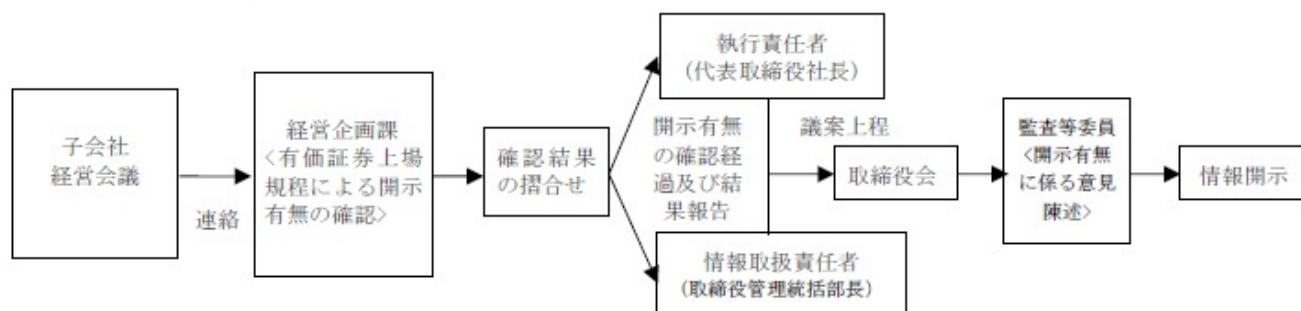 子会社
経営会議
連絡
経営企画課
<有価証券上場
規程による開示
有無の確認>
確認結果
の摺合せ
執行責任者
(代表取締役社長)
開示有無
の確認経
過及び結
果報告
情報取扱責任者
(取締役管理統括部長)
議案上程
取締役会
監査等委員
<開示有無
に係る意見
陳述>
情報開示